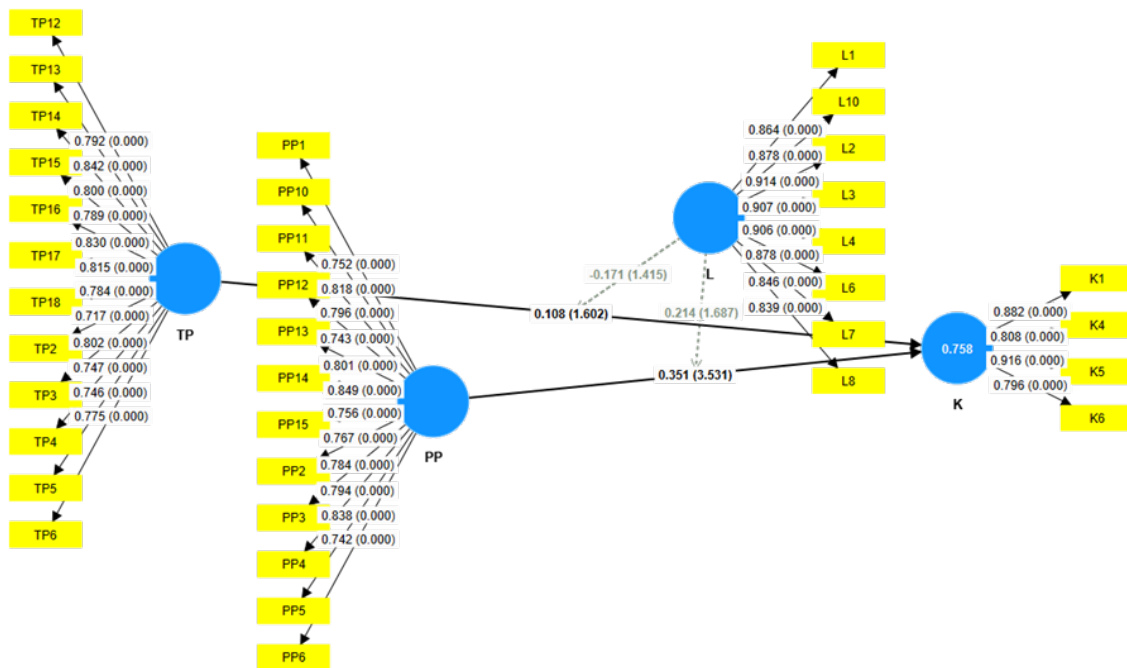 TP12
TP13
TP14
TP15
TP16
TP17
TP18
TP2
TP3
TP4
TP5
TP6
0.792 (0.000)
0.842 (0.000)
0.800 (0.000)
0.789 (0.000)
0.830 (0.000)
0.815 (0.000)
0.784 (0.000)
0.717 (0.000)
0.802 (0.000)
0.747 (0.000)
0.746 (0.000)
0.775 (0.000)
TP
PP1
PP10
PP11
PP12
PP13
PP14
PP15
PP2
PP3
PP4
PP5
PP6
0.752 (0.000)
0.818 (0.000)
0.796 (0.000)
0.743 (0.000)
0.801 (0.000)
0.849 (0.000)
0.756 (0.000)
0.767 (0.000)
0.784 (0.000)
0.794 (0.000)
0.838 (0.000)
0.742 (0.000)
PP
-0.171 (1.415)
0.108 (1.602)
0.214 (1.687)
0.351 (3.531)
L
0.864 (0.000)
0.878 (0.000)
0.914 (0.000)
0.907 (0.000)
0.906 (0.000)
0.878 (0.000)
0.846 (0.000)
0.839 (0.000)
L1
L10
L2
L3
L4
L6
L7
L8
0.758
K
0.882 (0.000)
0.808 (0.000)
0.916 (0.000)
0.796 (0.000)
K1
K4
K5
K6